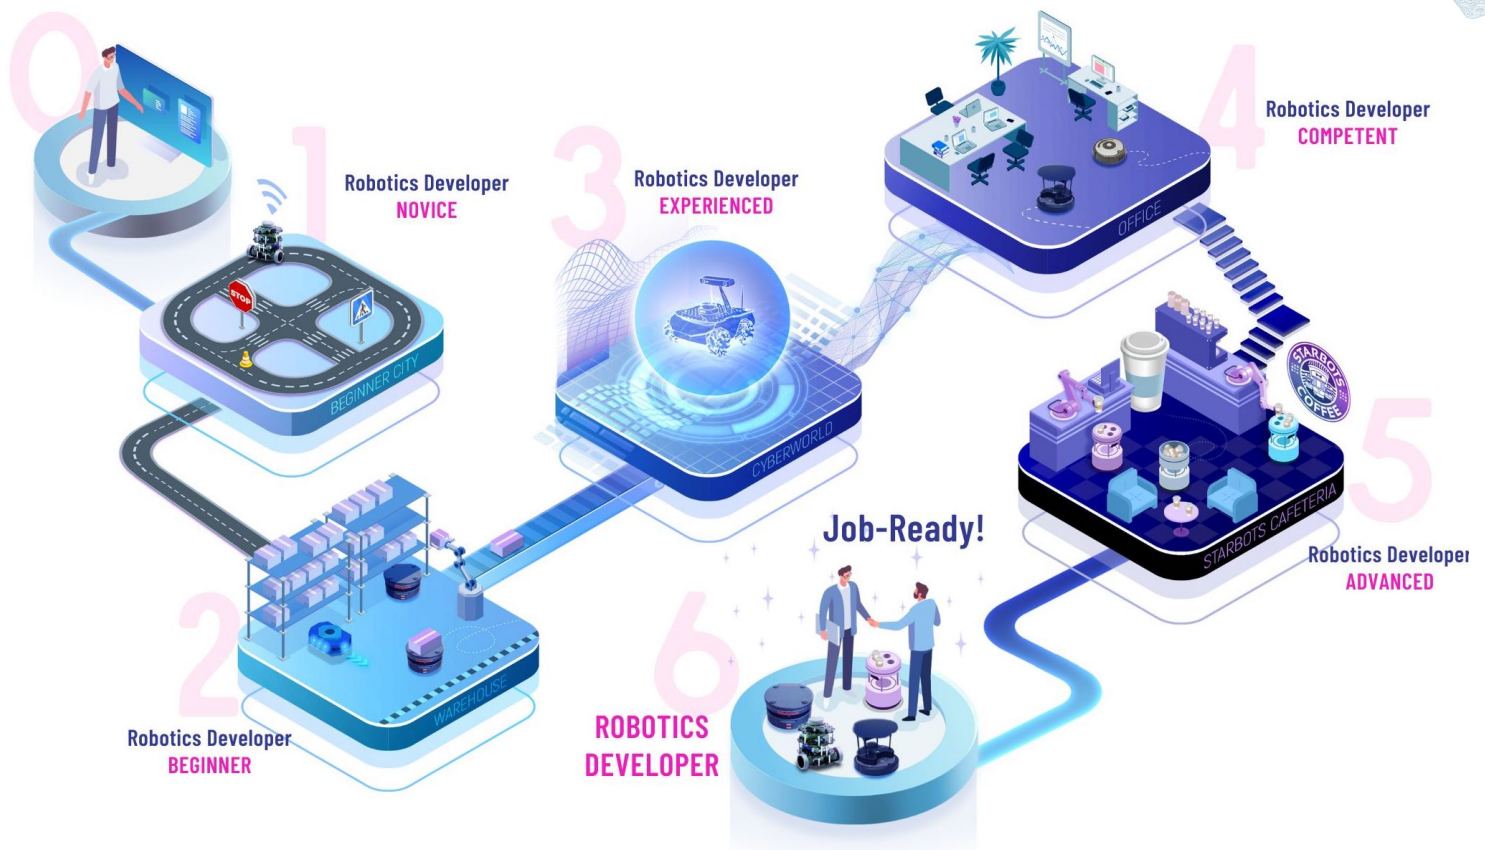 0
1
Robotics Developer
NOVICE
STOP
BEGINNER CITY
2
WAREHOUSE
Robotics Developer
BEGINNER
3
Robotics Developer
EXPERIENCED
CYBERWORLD
4
Robotics Developer
COMPETENT
OFFICE
STARBOTS
COFFEE
5
STARBOTS CAFETERIA
Robotics Developer
ADVANCED
Job-Ready!
6
ROBOTICS
DEVELOPER